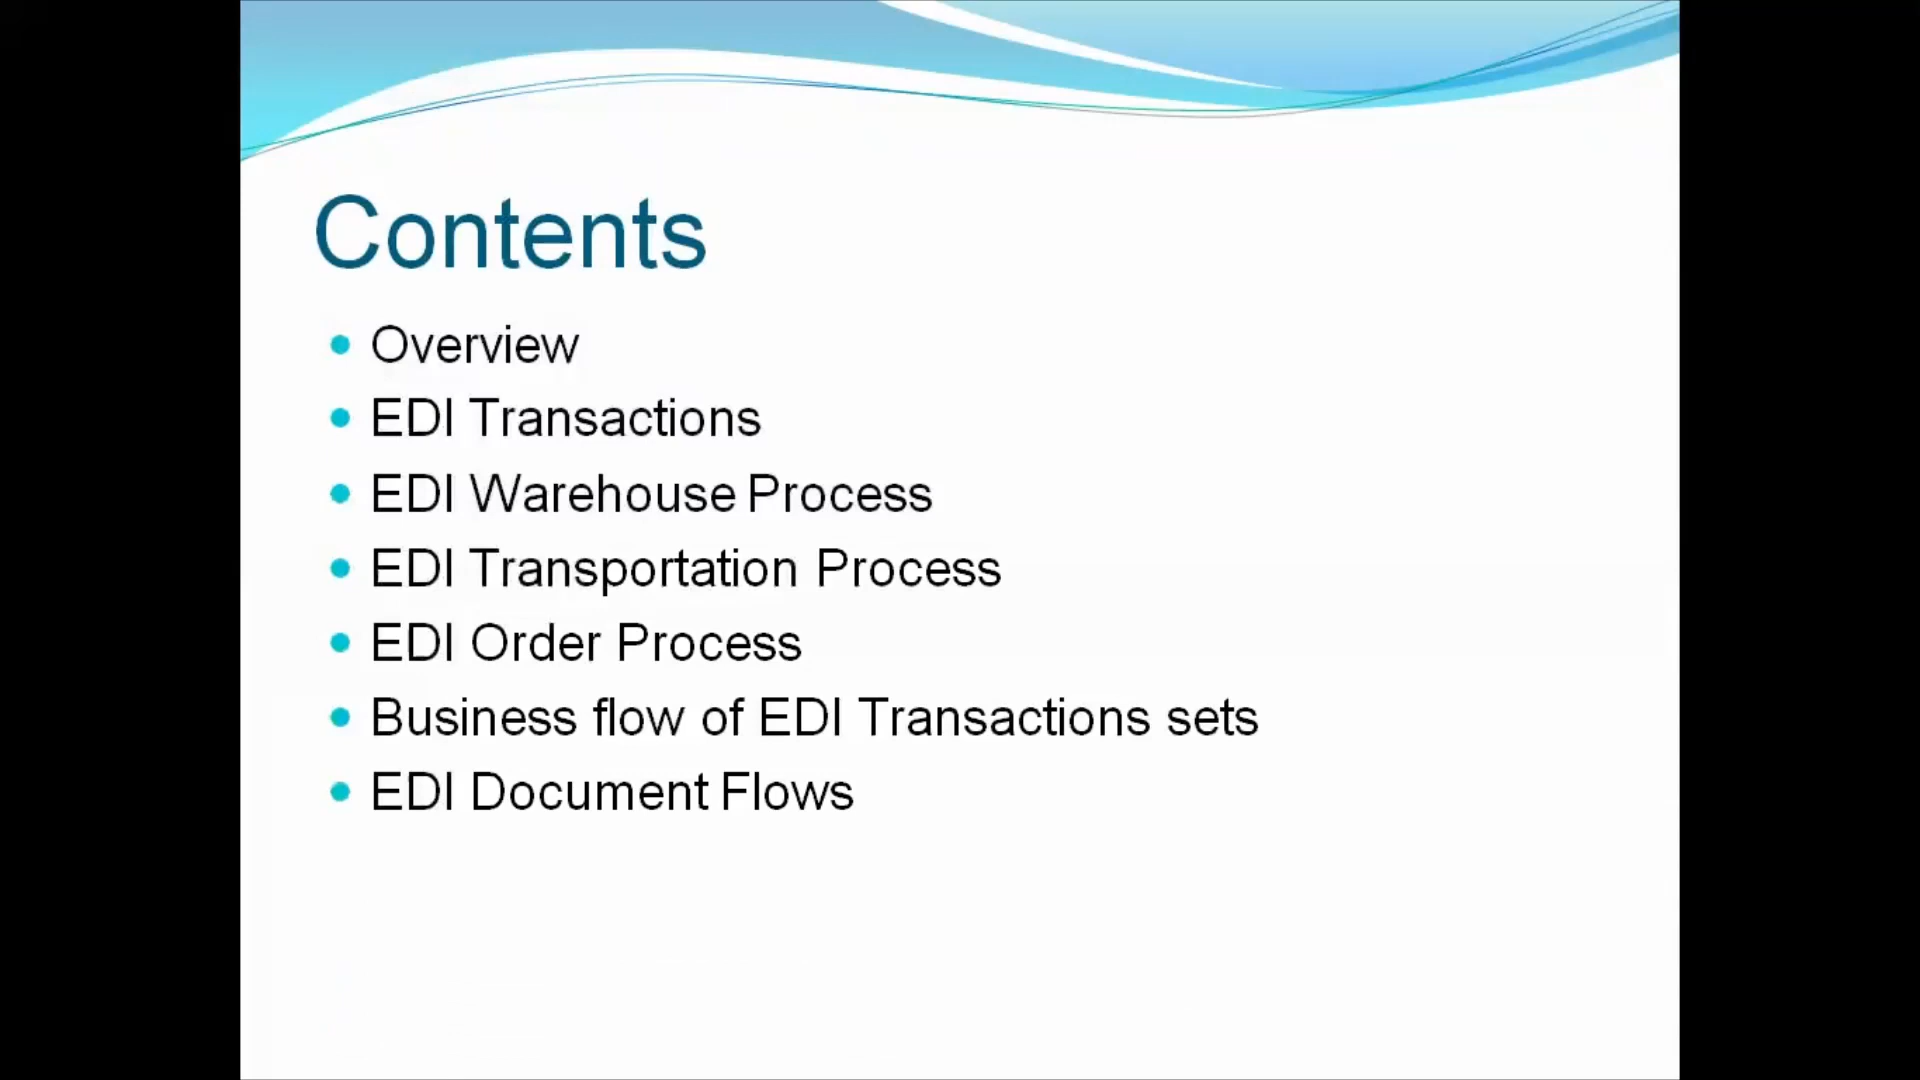 Contents
Overview
EDI Transactions
EDI Warehouse Process
EDI Transportation Process
EDI Order Process
Business flow of EDI Transactions sets
EDI Document Flows